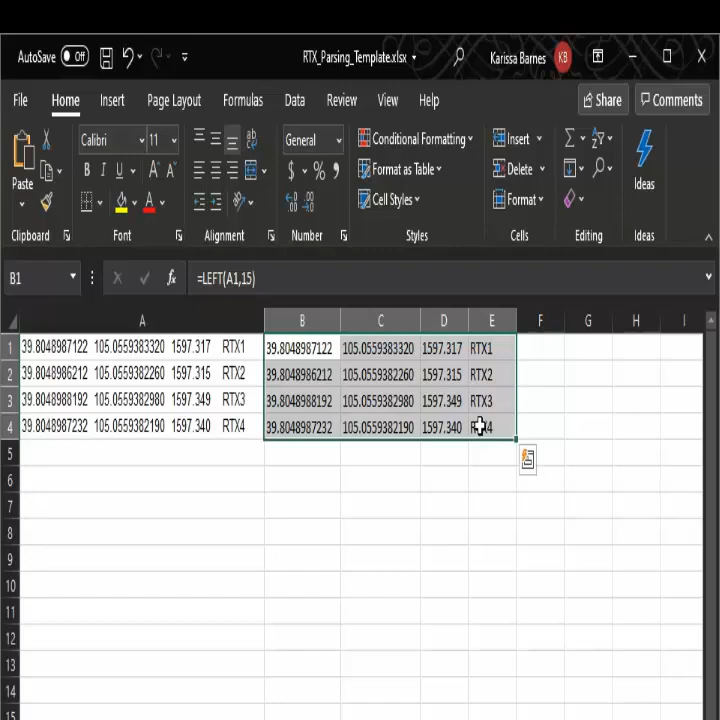 AutoSave Off RTX_Parsing_Template.xlsx Karissa Barnes KB
File Home Insert Page Layout Formulas Data Review View Help Share Comments
Calibri 11 General Conditional Formatting Insert
Paste B I U A A $ % Format as Table Delete Ideas
A Cell Styles Format
Clipboard Font Alignment Number Styles Cells Editing Ideas
B1 fx =LEFT(A1,15)
A B C D E F G H I
1 39.8048987122 105.0559383320 1597.317 RTX1 39.8048987122 105.0559383320 1597.317 RTX1
2 39.8048986212 105.0559382260 1597.315 RTX2 39.8048986212 105.0559382260 1597.315 RTX2
3 39.8048988192 105.0559382980 1597.349 RTX3 39.8048988192 105.0559382980 1597.349 RTX3
4 39.8048987232 105.0559382190 1597.340 RTX4 39.8048987232 105.0559382190 1597.340 RTX4
5
6
7
8
9
10
11
12
13
14
15